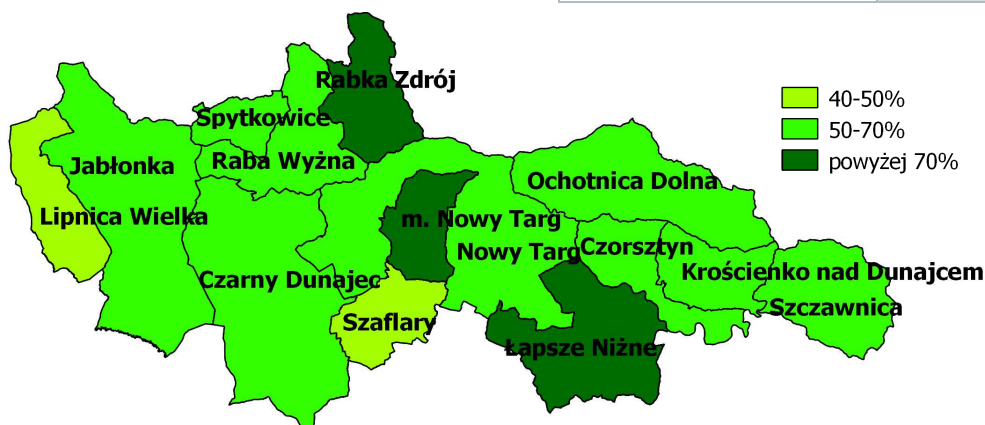 Rabka Zdrój
40-50%
Spytkowice
50-70%
Raba Wyżna
powyżej 70%
Jabłonka
Ochotnica Dolna
Lipnica Wielka
m. Nowy Targ
Nowy Targ
Czorsztyn
Krościenko nad Dunajcem
Czarny Dunajec
Szczawnica
Szaflary
Łapsze Niżne